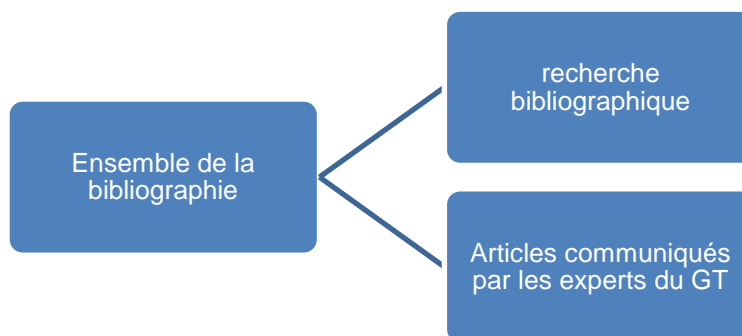 Ensemble de la
bibliographie
recherche
bibliographique
Articles communiqués
par les experts du GT